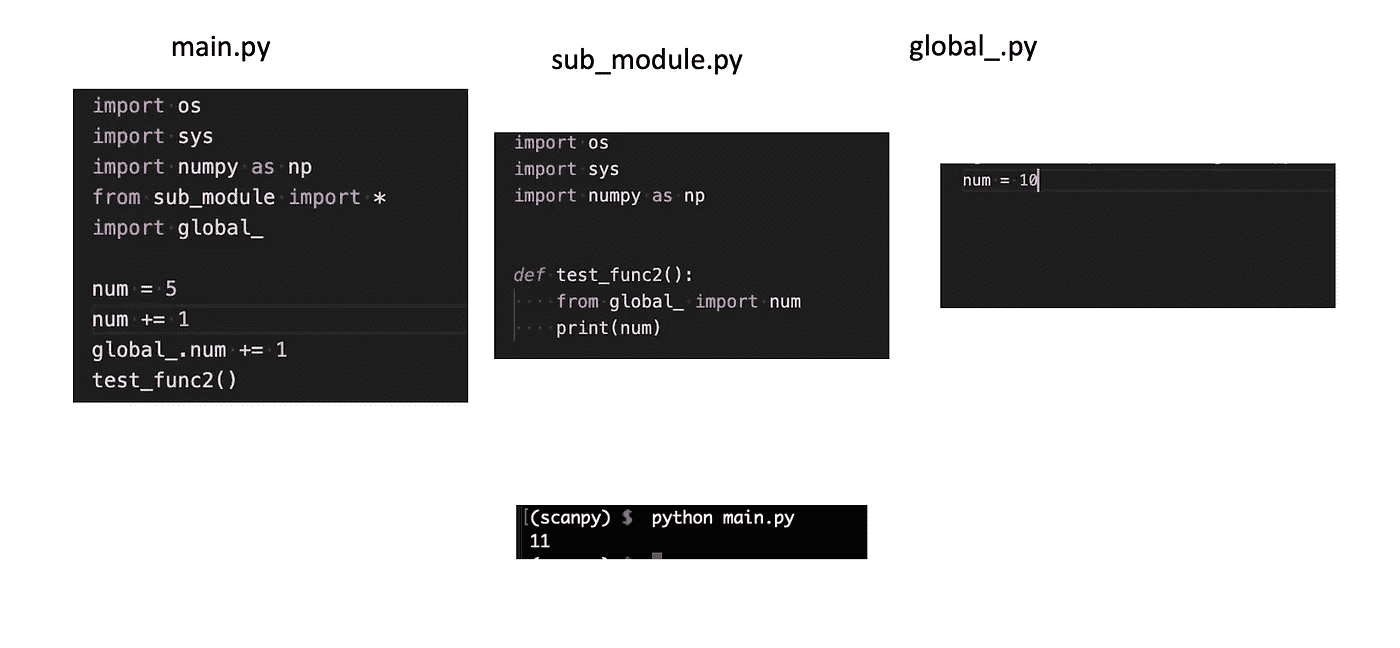 main.py
import os
import sys
import numpy as np
from sub_module import *
import global_
num = 5
num += 1
global_.num += 1
test_func2()
sub_module.py
import os
import sys
import numpy as np
def test_func2():
from global_ import num
print(num)
global_.py
num = 10
[(scanpy) $ python main.py
11